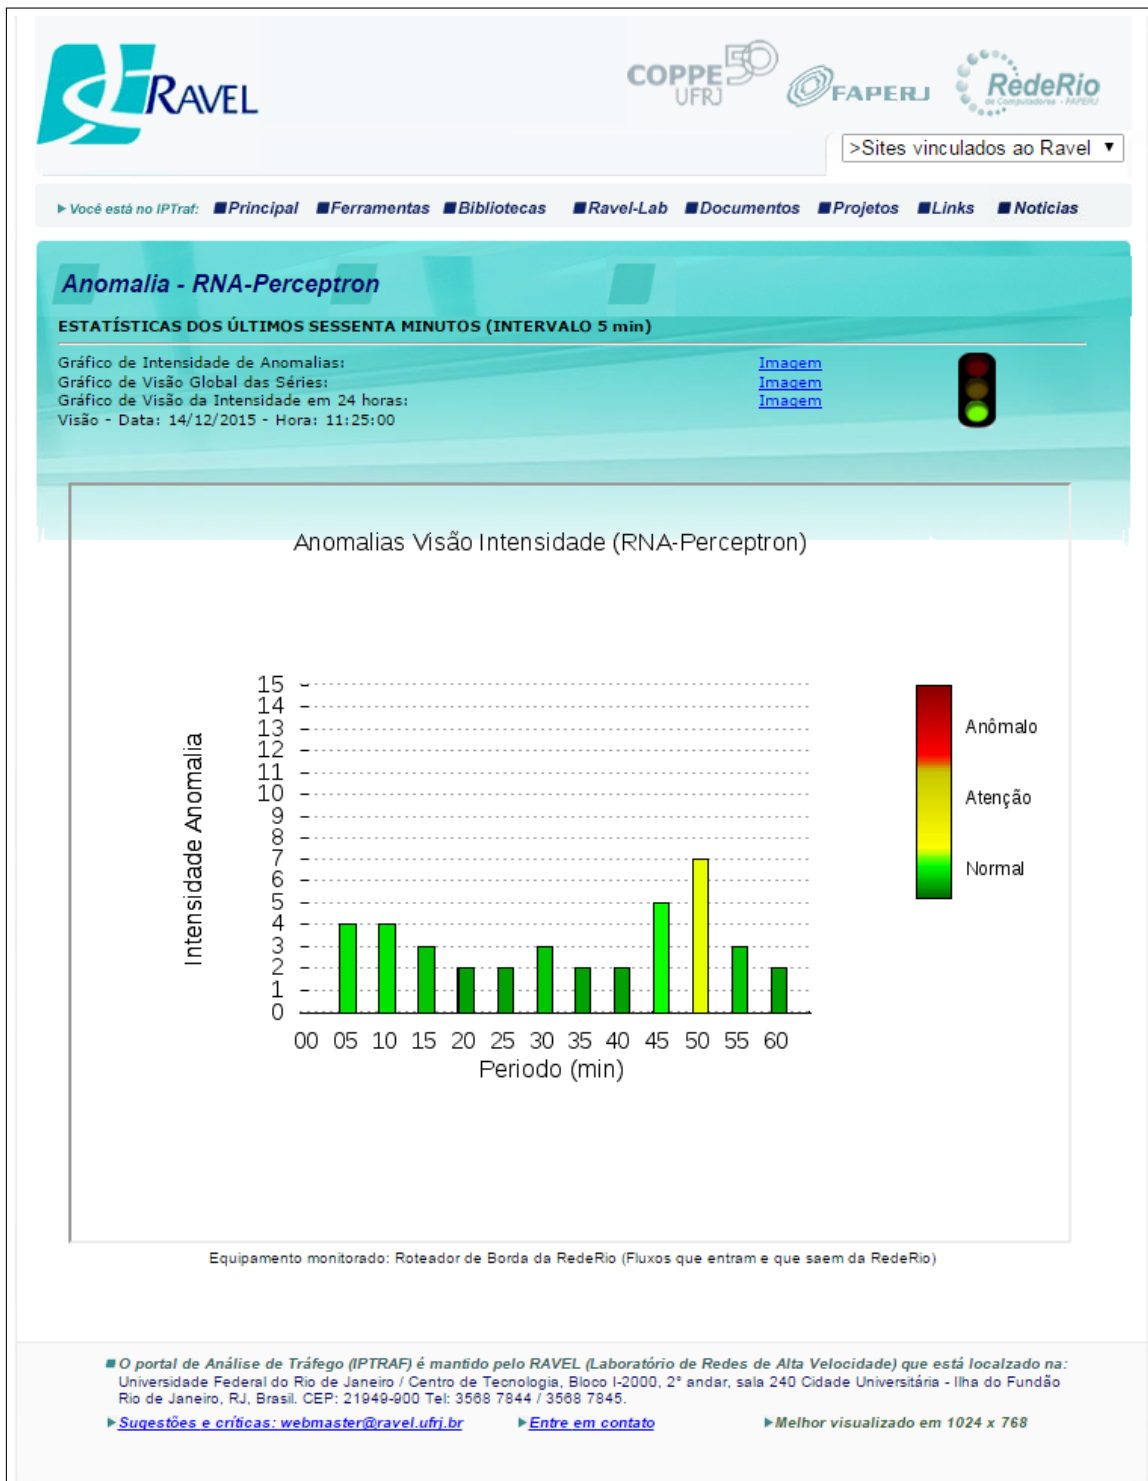 RAVEL
COPPE 50
UFRJ
FAPERJ
RedeRio
de Computadores - FAPERJ
>Sites vinculados ao Ravel ▼
Você está no IPTraf: Principal Ferramentas Bibliotecas Ravel-Lab Documentos Projetos Links Noticias
Anomalia - RNA-Perceptron
ESTATÍSTICAS DOS ÚLTIMOS SESSENTA MINUTOS (INTERVALO 5 min)
Gráfico de Intensidade de Anomalias: Imagem
Gráfico de Visão Global das Séries: Imagem
Gráfico de Visão da Intensidade em 24 horas: Imagem
Visão - Data: 14/12/2015 - Hora: 11:25:00
Anomalias Visão Intensidade (RNA-Perceptron)
Intensidade Anomalia
15
14
13
12
11
10
9
8
7
6
5
4
3
2
1
0
00 05 10 15 20 25 30 35 40 45 50 55 60
Periodo (min)
Anômalo
Atenção
Normal
Equipamento monitorado: Roteador de Borda da RedeRio (Fluxos que entram e que saem da RedeRio)
O portal de Análise de Tráfego (IPTRAF) é mantido pelo RAVEL (Laboratório de Redes de Alta Velocidade) que está localzado na:
Universidade Federal do Rio de Janeiro / Centro de Tecnologia, Bloco I-2000, 2° andar, sala 240 Cidade Universitária - Ilha do Fundão
Rio de Janeiro, RJ, Brasil. CEP: 21949-900 Tel: 3568 7844 / 3568 7845.
Sugestões e críticas: webmaster@ravel.ufrj.br Entre em contato Melhor visualizado em 1024 x 768